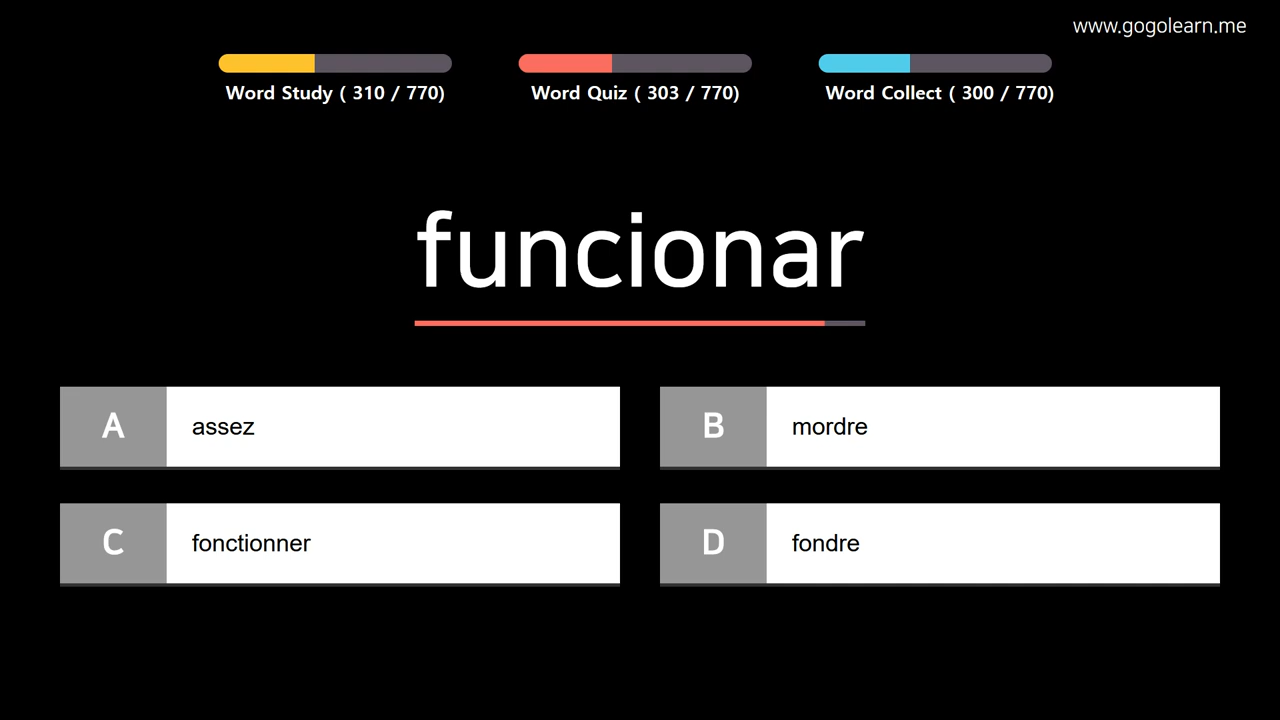 www.gogolearn.me
Word Study ( 310 / 770)
Word Quiz ( 303 / 770)
Word Collect ( 300 / 770)
funcionar
A assez
B mordre
C fonctionner
D fondre